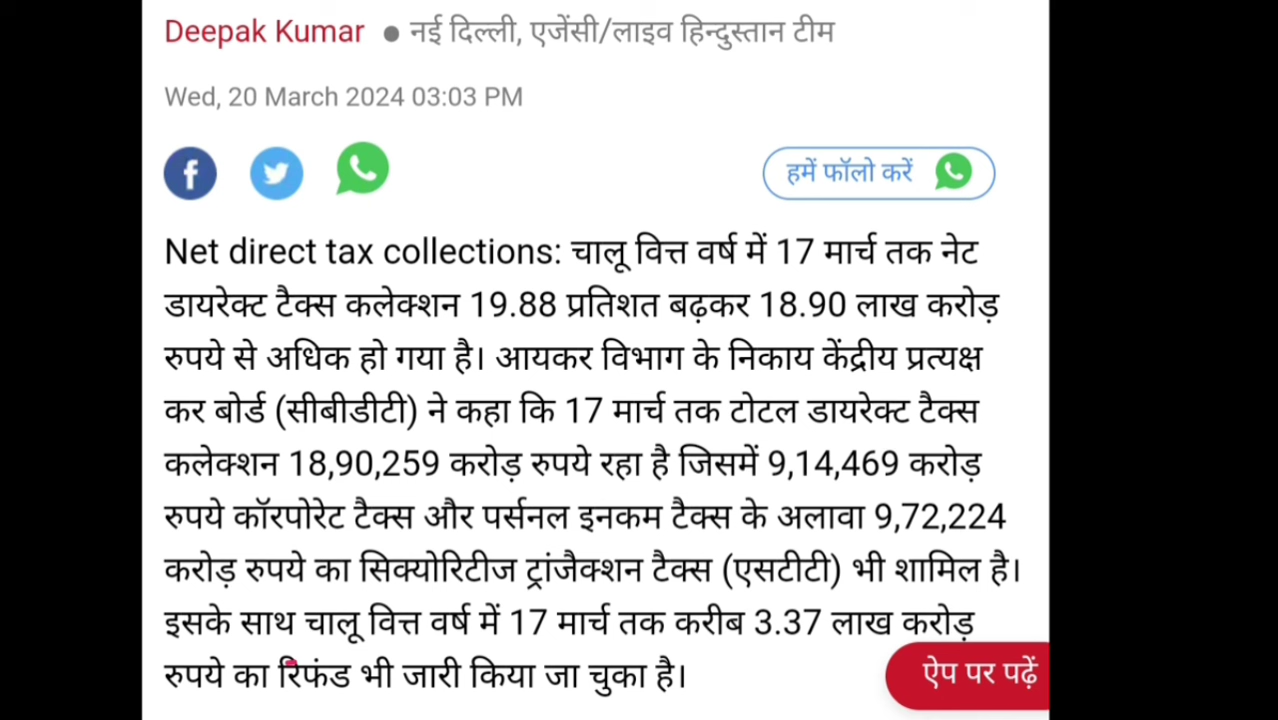 Deepak Kumar ● नई दिल्ली, एजेंसी/लाइव हिन्दुस्तान टीम
Wed, 20 March 2024 03:03 PM
हमें फॉलो करें
Net direct tax collections: चालू वित्त वर्ष में 17 मार्च तक नेट
डायरेक्ट टैक्स कलेक्शन 19.88 प्रतिशत बढ़कर 18.90 लाख करोड़
रुपये से अधिक हो गया है। आयकर विभाग के निकाय केंद्रीय प्रत्यक्ष
कर बोर्ड (सीबीडीटी) ने कहा कि 17 मार्च तक टोटल डायरेक्ट टैक्स
कलेक्शन 18,90,259 करोड़ रुपये रहा है जिसमें 9,14,469 करोड़
रुपये कॉरपोरेट टैक्स और पर्सनल इनकम टैक्स के अलावा 9,72,224
करोड़ रुपये का सिक्योरिटीज ट्रांजैक्शन टैक्स (एसटीटी) भी शामिल है।
इसके साथ चालू वित्त वर्ष में 17 मार्च तक करीब 3.37 लाख करोड़
रुपये का रिफंड भी जारी किया जा चुका है।
ऐप पर पढ़ें